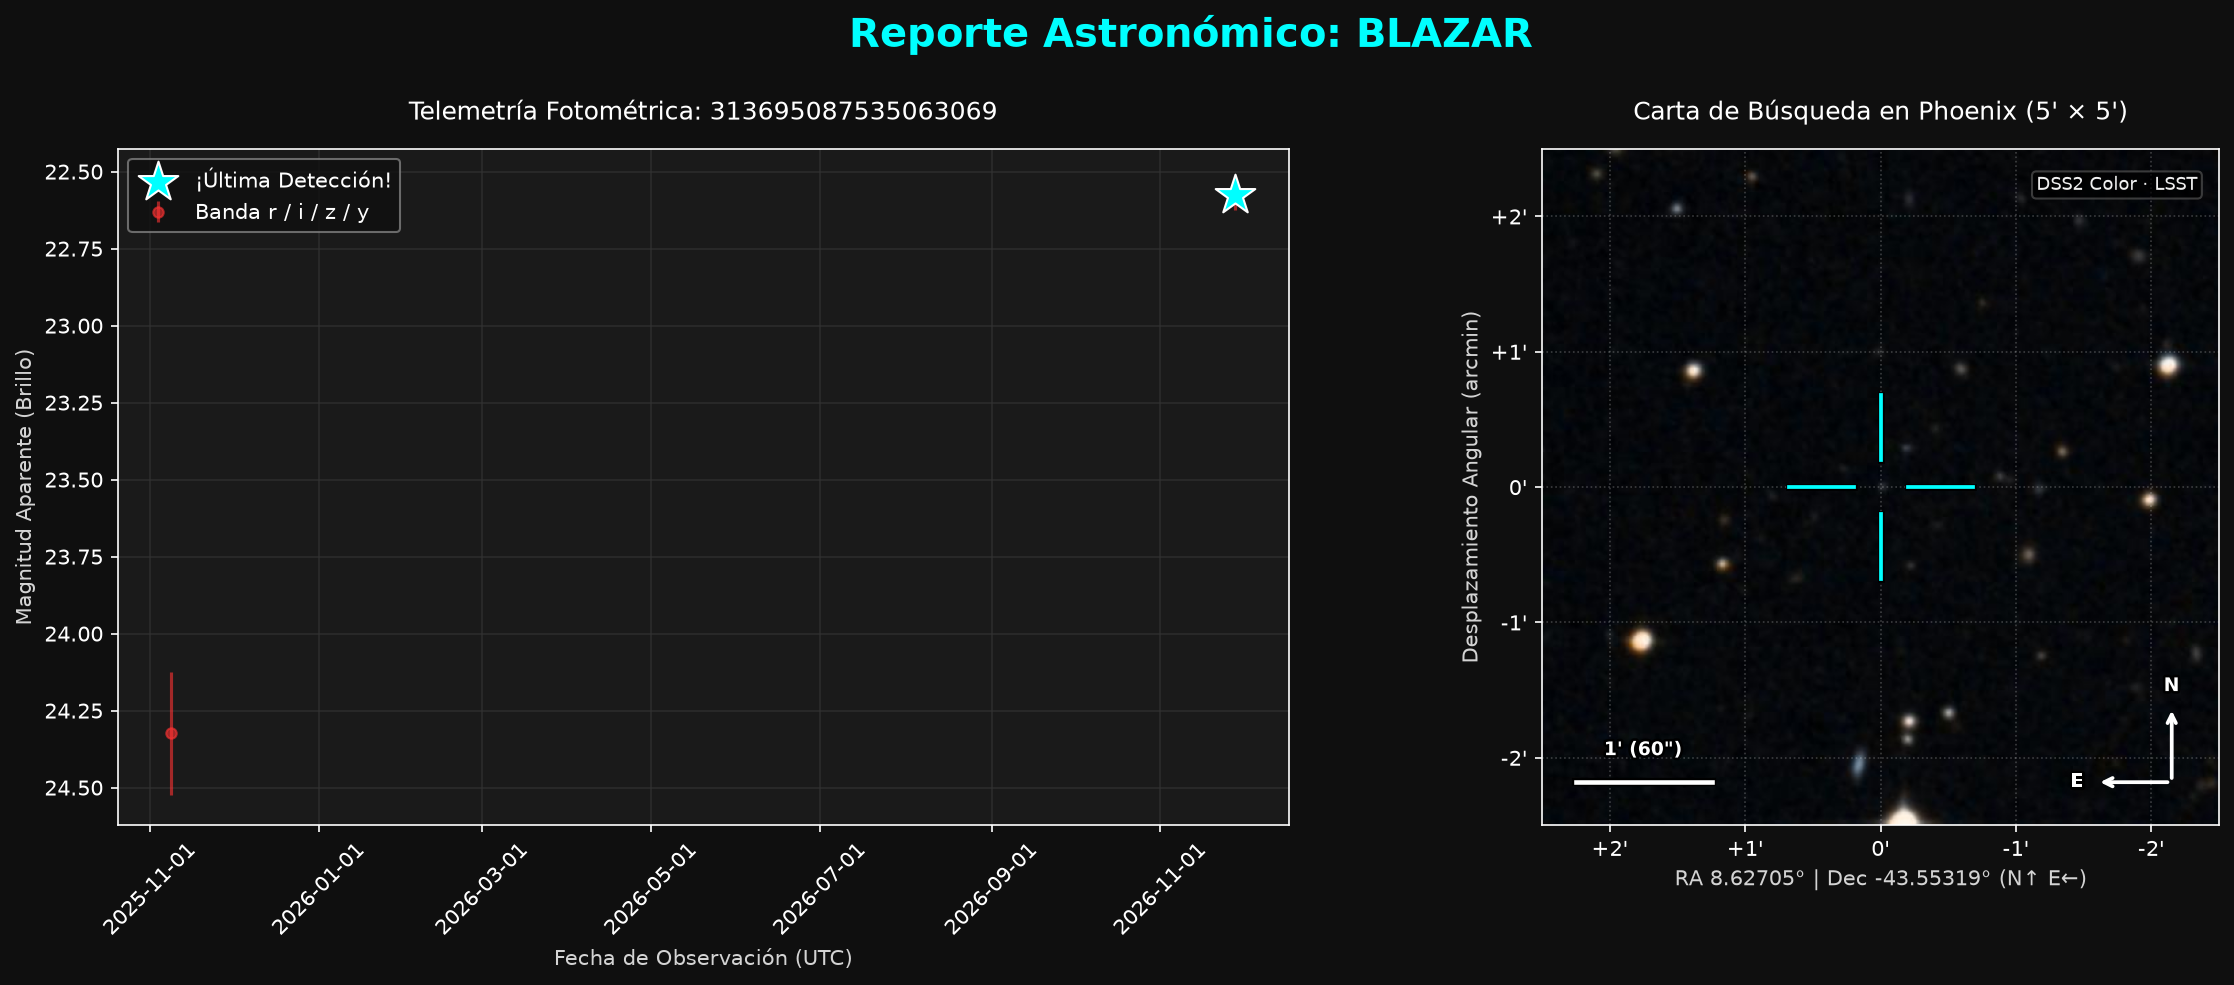 Reporte Astronómico: BLAZAR
Telemetría Fotométrica: 313695087535063069
¡Última Detección!
Banda r / i / z / y
Magnitud Aparente (Brillo)
22.50
22.75
23.00
23.25
23.50
23.75
24.00
24.25
24.50
2025-11-01
2026-01-01
2026-03-01
2026-05-01
2026-07-01
2026-09-01
2026-11-01
Fecha de Observación (UTC)
Carta de Búsqueda en Phoenix (5' × 5')
DSS2 Color · LSST
Desplazamiento Angular (arcmin)
+2'
+1'
0'
-1'
-2'
N
E
1' (60")
+2'
+1'
0'
-1'
-2'
RA 8.62705° | Dec -43.55319° (N↑ E←)